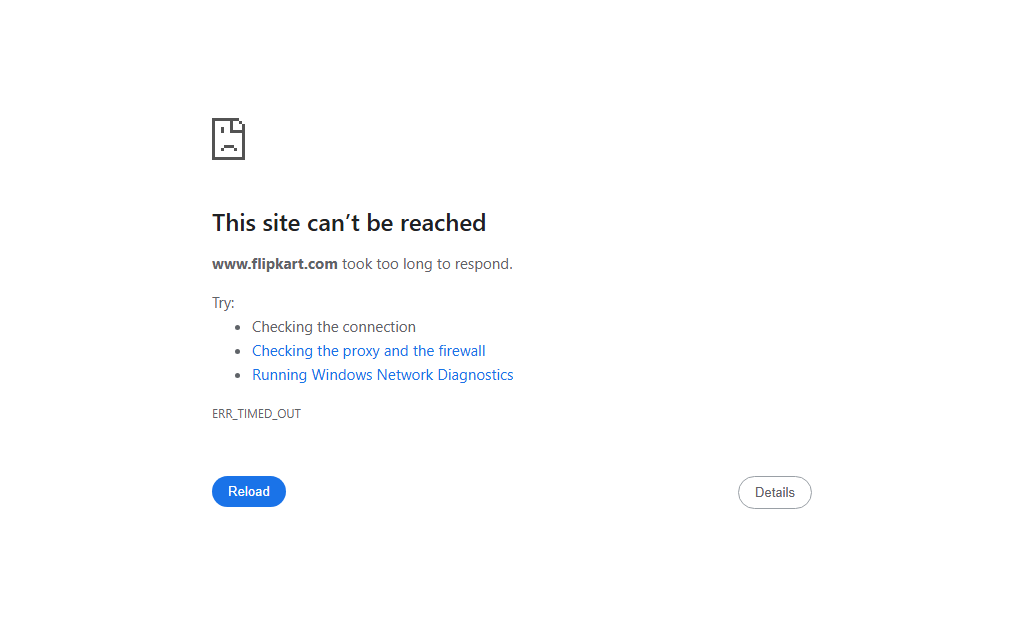 This site can’t be reached
www.flipkart.com took too long to respond.
Try:
Checking the connection
Checking the proxy and the firewall
Running Windows Network Diagnostics
ERR_TIMED_OUT
Reload
Details